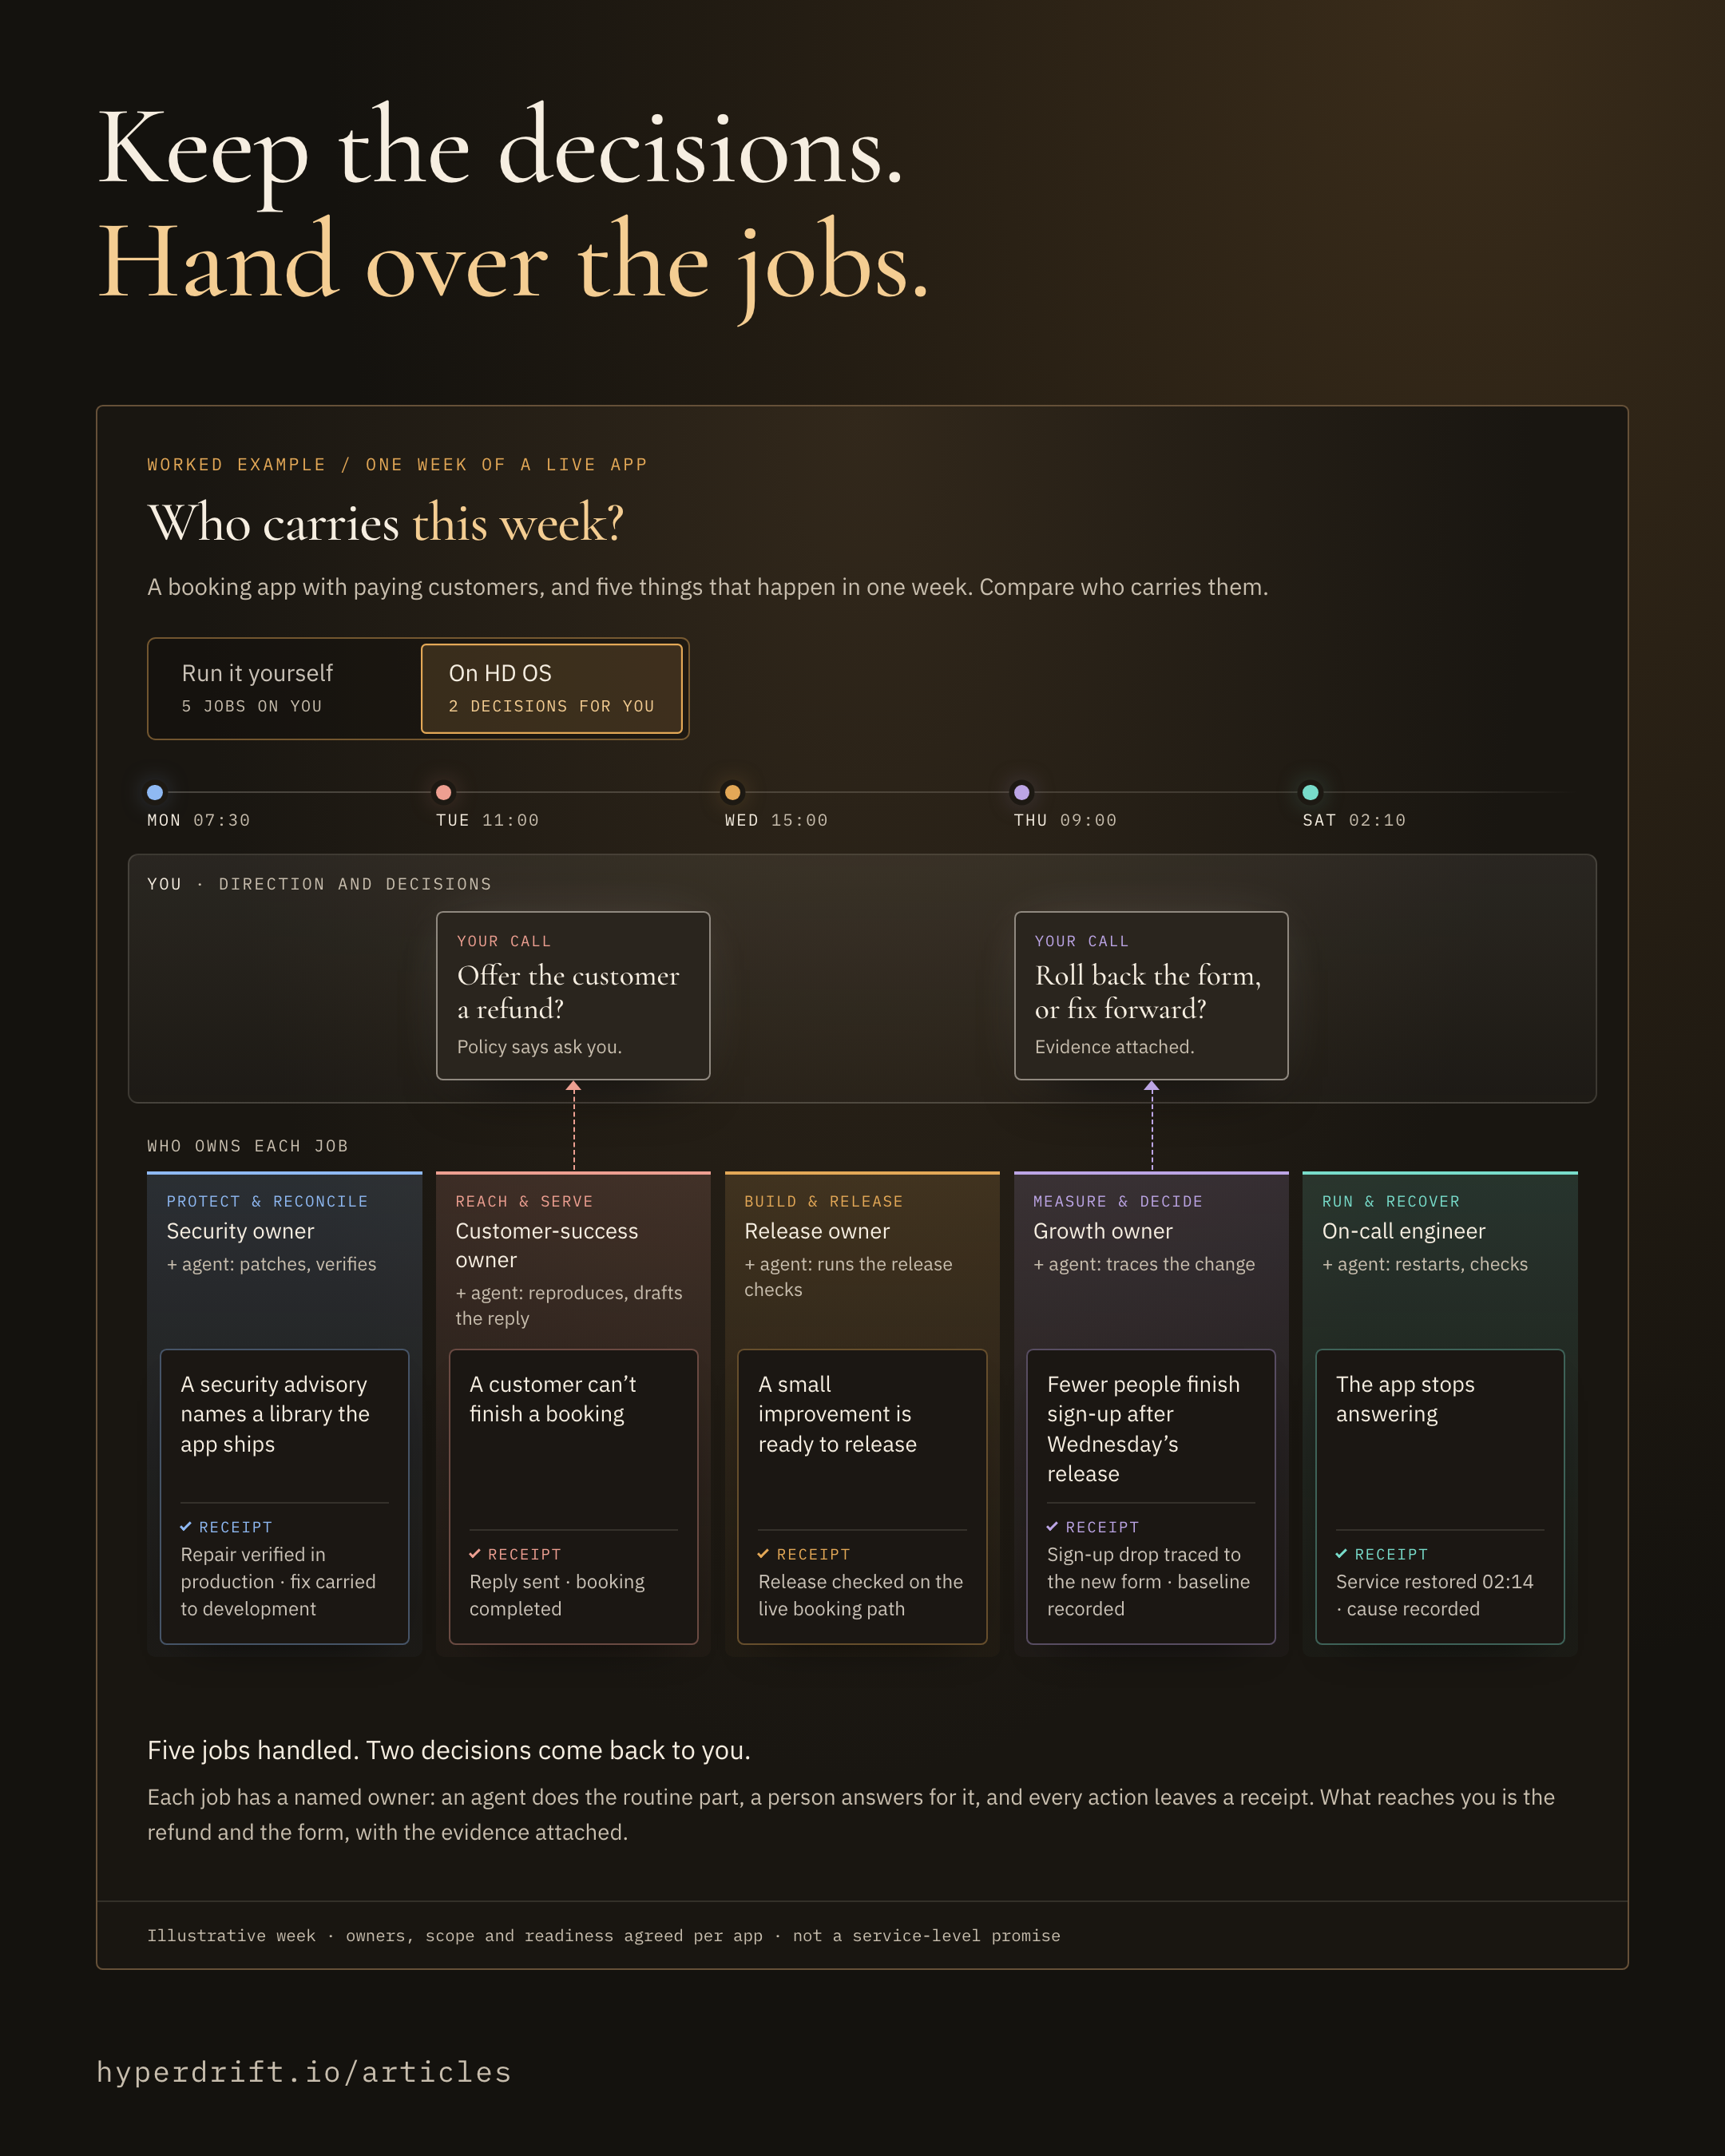 Keep the decisions.
Hand over the jobs.
WORKED EXAMPLE / ONE WEEK OF A LIVE APP
Who carries this week?
A booking app with paying customers, and five things that happen in one week. Compare who carries them.
Run it yourself
5 JOBS ON YOU
On HD OS
2 DECISIONS FOR YOU
MON 07:30
TUE 11:00
WED 15:00
THU 09:00
SAT 02:10
YOU · DIRECTION AND DECISIONS
YOUR CALL
Offer the customer
a refund?
Policy says ask you.
YOUR CALL
Roll back the form,
or fix forward?
Evidence attached.
WHO OWNS EACH JOB
PROTECT & RECONCILE
Security owner
+ agent: patches, verifies
A security advisory
names a library the
app ships
✓ RECEIPT
Repair verified in
production · fix carried
to development
REACH & SERVE
Customer-success
owner
+ agent: reproduces, drafts
the reply
A customer can’t
finish a booking
✓ RECEIPT
Reply sent · booking
completed
BUILD & RELEASE
Release owner
+ agent: runs the release
checks
A small
improvement is
ready to release
✓ RECEIPT
Release checked on the
live booking path
MEASURE & DECIDE
Growth owner
+ agent: traces the change
Fewer people finish
sign-up after
Wednesday’s
release
✓ RECEIPT
Sign-up drop traced to
the new form · baseline
recorded
RUN & RECOVER
On-call engineer
+ agent: restarts, checks
The app stops
answering
✓ RECEIPT
Service restored 02:14
· cause recorded
Five jobs handled. Two decisions come back to you.
Each job has a named owner: an agent does the routine part, a person answers for it, and every action leaves a receipt. What reaches you is the
refund and the form, with the evidence attached.
Illustrative week · owners, scope and readiness agreed per app · not a service-level promise
hyperdrift.io/articles